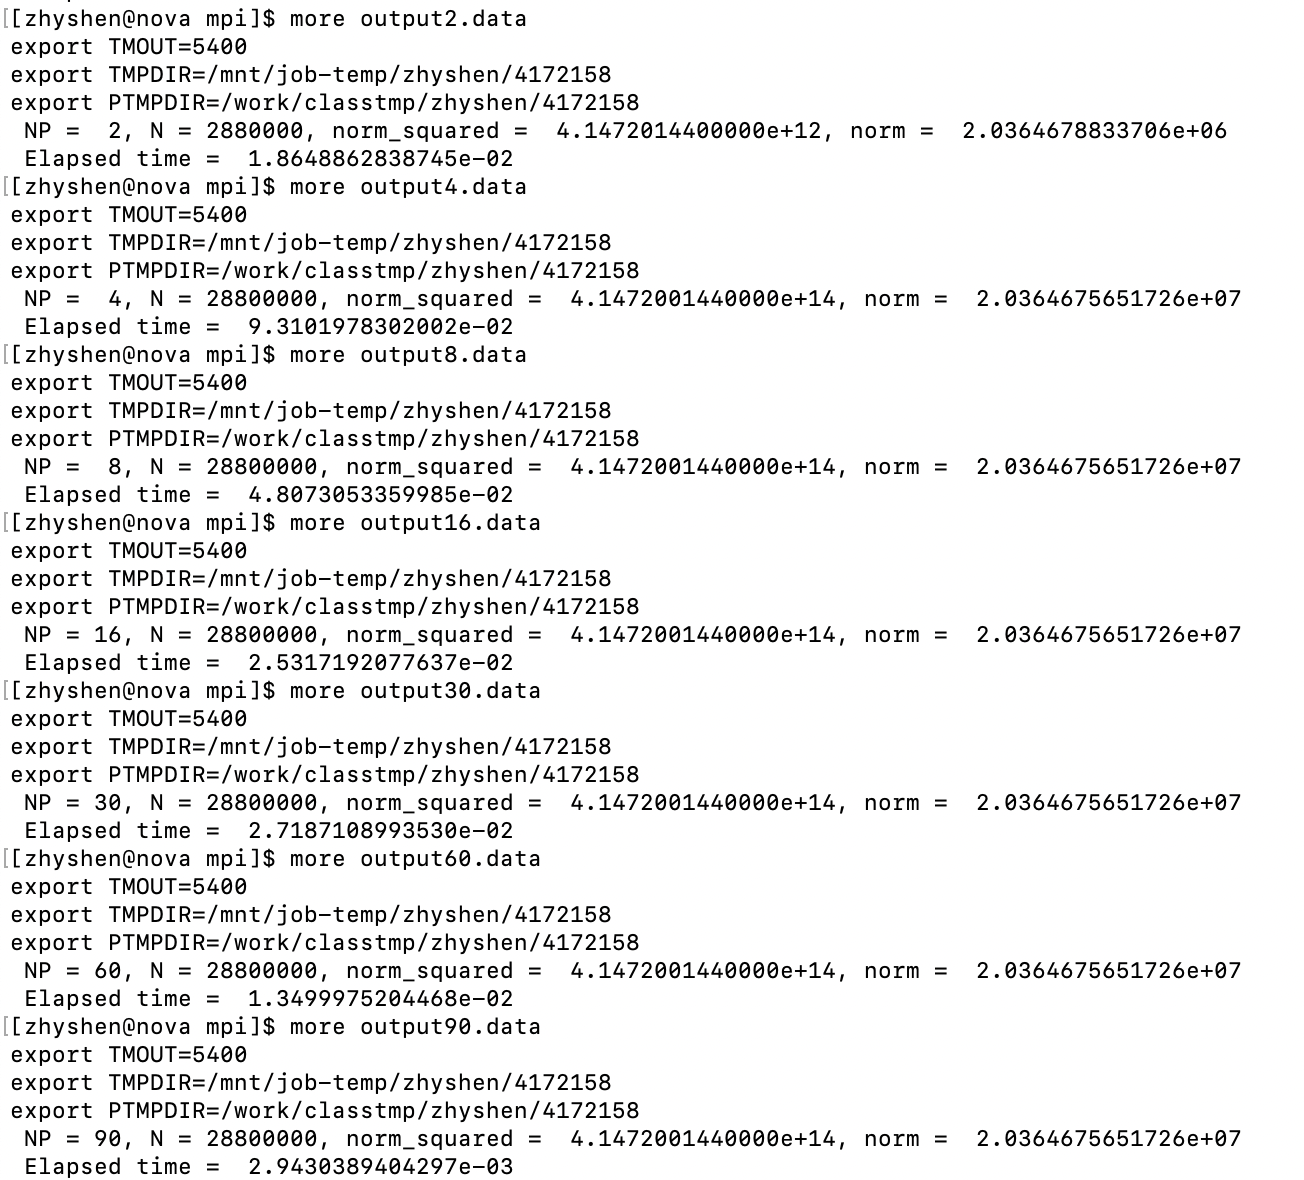 [[zhyshen@nova mpi]$ more output2.data
export TMOUT=5400
export TMPDIR=/mnt/job-temp/zhyshen/4172158
export PTMPDIR=/work/classtmp/zhyshen/4172158
NP =  2, N = 2880000, norm_squared =  4.1472014400000e+12, norm =  2.0364678833706e+06
Elapsed time =  1.8648862838745e-02
[[zhyshen@nova mpi]$ more output4.data
export TMOUT=5400
export TMPDIR=/mnt/job-temp/zhyshen/4172158
export PTMPDIR=/work/classtmp/zhyshen/4172158
NP =  4, N = 28800000, norm_squared =  4.1472001440000e+14, norm =  2.0364675651726e+07
Elapsed time =  9.3101978302002e-02
[[zhyshen@nova mpi]$ more output8.data
export TMOUT=5400
export TMPDIR=/mnt/job-temp/zhyshen/4172158
export PTMPDIR=/work/classtmp/zhyshen/4172158
NP =  8, N = 28800000, norm_squared =  4.1472001440000e+14, norm =  2.0364675651726e+07
Elapsed time =  4.8073053359985e-02
[[zhyshen@nova mpi]$ more output16.data
export TMOUT=5400
export TMPDIR=/mnt/job-temp/zhyshen/4172158
export PTMPDIR=/work/classtmp/zhyshen/4172158
NP = 16, N = 28800000, norm_squared =  4.1472001440000e+14, norm =  2.0364675651726e+07
Elapsed time =  2.5317192077637e-02
[[zhyshen@nova mpi]$ more output30.data
export TMOUT=5400
export TMPDIR=/mnt/job-temp/zhyshen/4172158
export PTMPDIR=/work/classtmp/zhyshen/4172158
NP = 30, N = 28800000, norm_squared =  4.1472001440000e+14, norm =  2.0364675651726e+07
Elapsed time =  2.7187108993530e-02
[[zhyshen@nova mpi]$ more output60.data
export TMOUT=5400
export TMPDIR=/mnt/job-temp/zhyshen/4172158
export PTMPDIR=/work/classtmp/zhyshen/4172158
NP = 60, N = 28800000, norm_squared =  4.1472001440000e+14, norm =  2.0364675651726e+07
Elapsed time =  1.3499975204468e-02
[[zhyshen@nova mpi]$ more output90.data
export TMOUT=5400
export TMPDIR=/mnt/job-temp/zhyshen/4172158
export PTMPDIR=/work/classtmp/zhyshen/4172158
NP = 90, N = 28800000, norm_squared =  4.1472001440000e+14, norm =  2.0364675651726e+07
Elapsed time =  2.9430389404297e-03